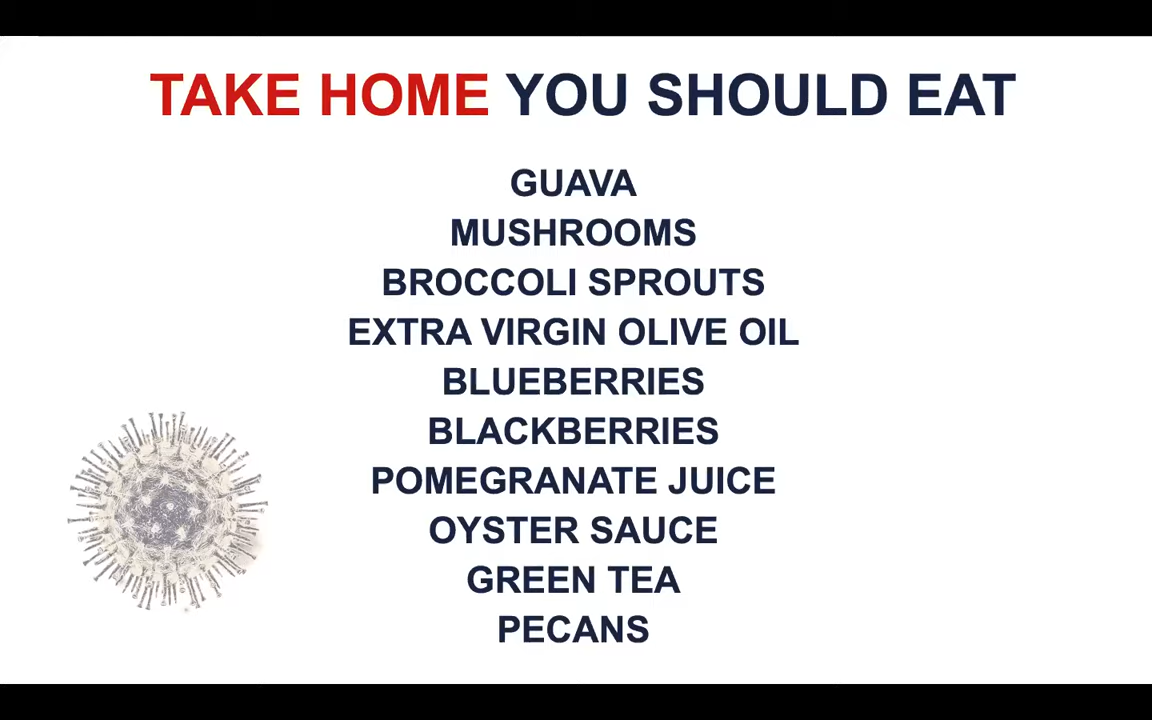 TAKE HOME YOU SHOULD EAT
GUAVA
MUSHROOMS
BROCCOLI SPROUTS
EXTRA VIRGIN OLIVE OIL
BLUEBERRIES
BLACKBERRIES
POMEGRANATE JUICE
OYSTER SAUCE
GREEN TEA
PECANS